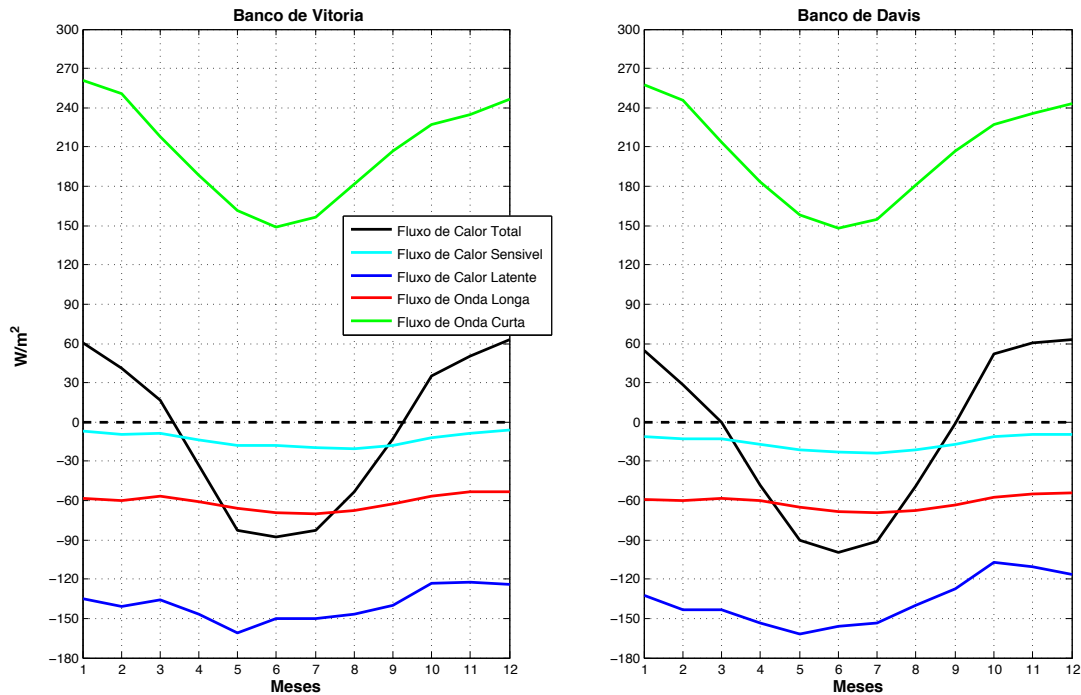 Banco de Vitoria
300
270
240
210
180
150
120
90
60
30
0
−30
−60
−90
−120
−150
−180
1 2 3 4 5 6 7 8 9 10 11 12
Meses
W/m²
Fluxo de Calor Total
Fluxo de Calor Sensivel
Fluxo de Calor Latente
Fluxo de Onda Longa
Fluxo de Onda Curta
Banco de Davis
300
270
240
210
180
150
120
90
60
30
0
−30
−60
−90
−120
−150
−180
1 2 3 4 5 6 7 8 9 10 11 12
Meses